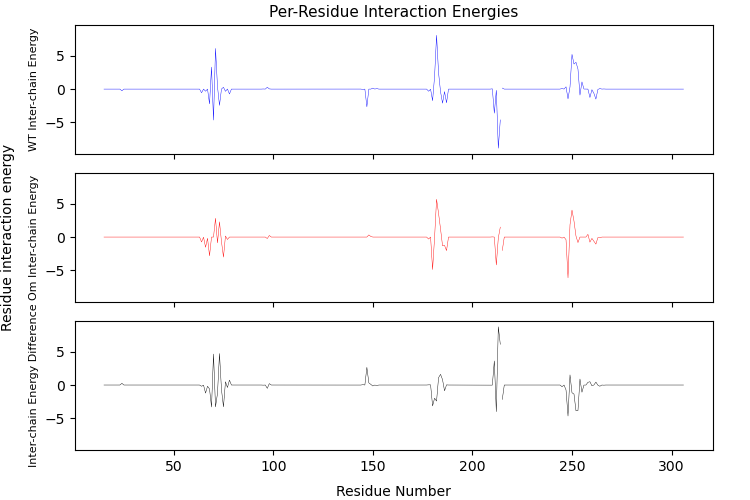 Per-Residue Interaction Energies
Residue interaction energy
WT Inter-chain Energy
5
0
−5
Om Inter-chain Energy
5
0
−5
Inter-chain Energy Difference
5
0
−5
50
100
150
200
250
300
Residue Number